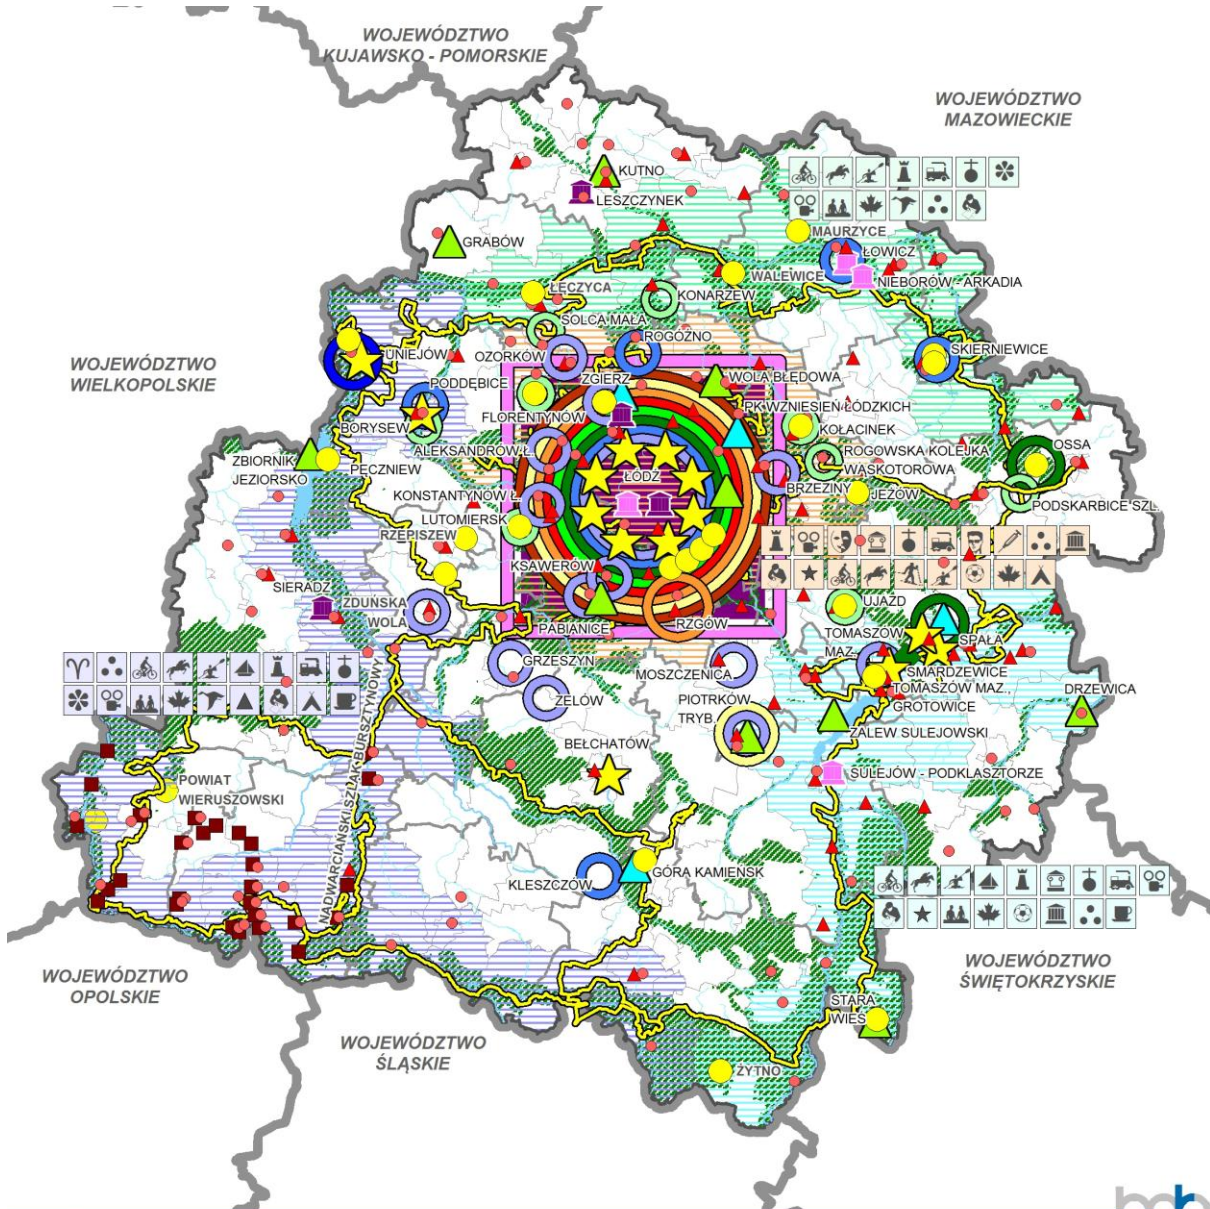 WOJEWÓDZTWO
KUJAWSKO - POMORSKIE
WOJEWÓDZTWO
MAZOWIECKIE
KUTNO
LESZCZYNEK
GRABÓW
MAURZYCE
ŁOWICZ
WALEWICE
NIEBORÓW - ARKADIA
ŁĘCZYCA
KONARZEW
SOLCA MAŁA
ROGÓŹNO
UNIEJÓW
OZORKÓW
SKIERNIEWICE
WOJEWÓDZTWO
WIELKOPOLSKIE
PODDĘBICE
ZGIERZ
WOLA BŁĘDOWA
FLORENTYNÓW
PK WZNIESIEŃ ŁÓDZKICH
BORYSEW
KOŁACINEK
ALEKSANDRÓW Ł.
ROGOWSKA KOLEJKA
WĄSKOTOROWA
OSSA
ZBIORNIK
JEZIORSKO
PĘCZNIEW
ŁÓDŹ
BRZEZINY
JEŻÓW
KONSTANTYNÓW Ł.
PODSKARBICE SZL.
LUTOMIERSK
RZEPISZEW
KSAWERÓW
SIERADZ
ZDUŃSKA
WOLA
PABIANICE
RZGÓW
UJAZD
TOMASZÓW
MAZ.
SPAŁA
GRZESZYN
MOSZCZENICA
SMARDZEWICE
TOMASZÓW MAZ.,
GROTOWICE
DRZEWICA
ZELÓW
PIOTRKÓW
TRYB.
ZALEW SULEJOWSKI
BEŁCHATÓW
SULEJÓW - PODKLASZTORZE
POWIAT
WIERUSZOWSKI
NADWARCIAŃSKI SZLAK BURSZTYNOWY
KLESZCZÓW
GÓRA KAMIEŃSK
WOJEWÓDZTWO
OPOLSKIE
WOJEWÓDZTWO
ŚWIĘTOKRZYSKIE
STARA
WIEŚ
WOJEWÓDZTWO
ŚLĄSKIE
ŻYTNO